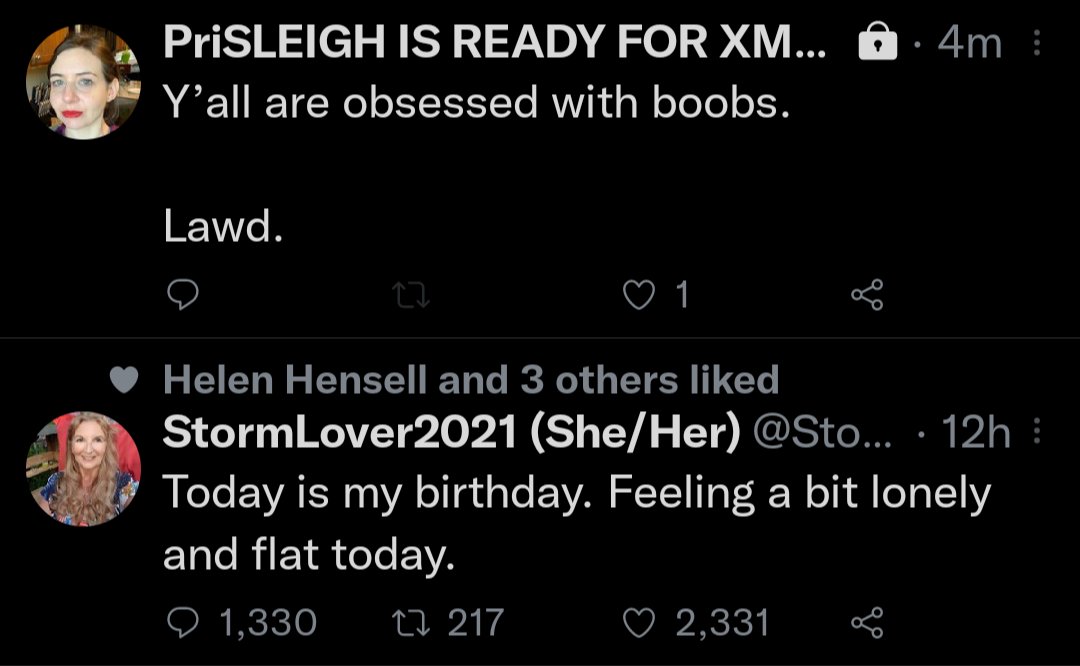 PriSLEIGH IS READY FOR XM... · 4m
Y’all are obsessed with boobs.
Lawd.
1
Helen Hensell and 3 others liked
StormLover2021 (She/Her) @Sto... · 12h
Today is my birthday. Feeling a bit lonely
and flat today.
1,330 217 2,331